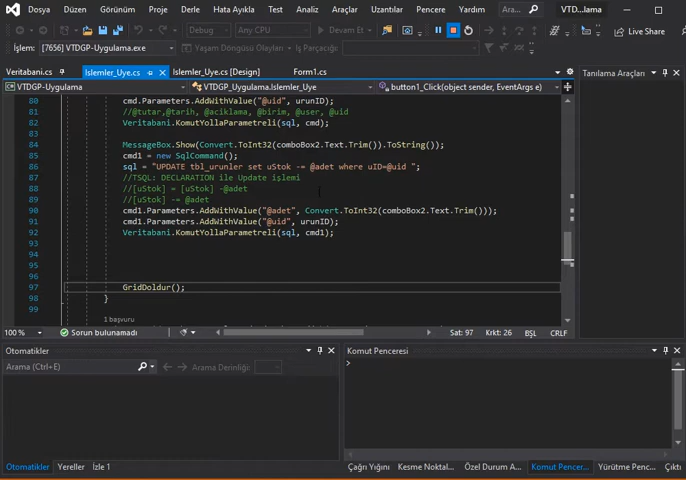 Dosya Düzen Görünüm Git Proje Derle Hata Ayıkla Test Analiz Araçlar Uzantılar Pencere Yardım Ara... VTD...lama
Debug Any CPU Devam Et Live Share
İşlem: [7656] VTDGP-Uygulama.exe Yaşam Döngüsü Olayları İş Parçacığı:
Veritabani.cs Islemler_Uye.cs Islemler_Uye.cs [Design] Form1.cs
VTDGP-Uygulama VTDGP_Uygulama.Islemler_Uye button1_Click(object sender, EventArgs e)
Tanılama Araçları
80 cmd.Parameters.AddWithValue("@uid", urunID);
81 //@tutar,@tarih, @aciklama, @birim, @user, @uid
82 Veritabani.KomutYollaParametreli(sql, cmd);
83
84 MessageBox.Show(Convert.ToInt32(comboBox2.Text.Trim()).ToString());
85 cmd1 = new SqlCommand();
86 sql = "UPDATE tbl_urunler set uStok -= @adet where uID=@uid ";
87 //TSQL: DECLARATION ile Update işlemi
88 //[uStok] = [uStok] -@adet
89 //[uStok] -= @adet
90 cmd1.Parameters.AddWithValue("@adet", Convert.ToInt32(comboBox2.Text.Trim()));
91 cmd1.Parameters.AddWithValue("@uid", urunID);
92 Veritabani.KomutYollaParametreli(sql, cmd1);
93
94
95
96
97 GridDoldur();
98 }
99
1 başvuru
100 % Sorun bulunamadı Sat: 97 Krkt: 26 BŞL CRLF
Otomatikler
Arama (Ctrl+E) Arama Derinliği:
Komut Penceresi
>
Otomatikler Yereller İzle 1
Çağrı Yığını Kesme Noktal... Özel Durum A... Komut Pencer... Yürütme Penc... Çıktı